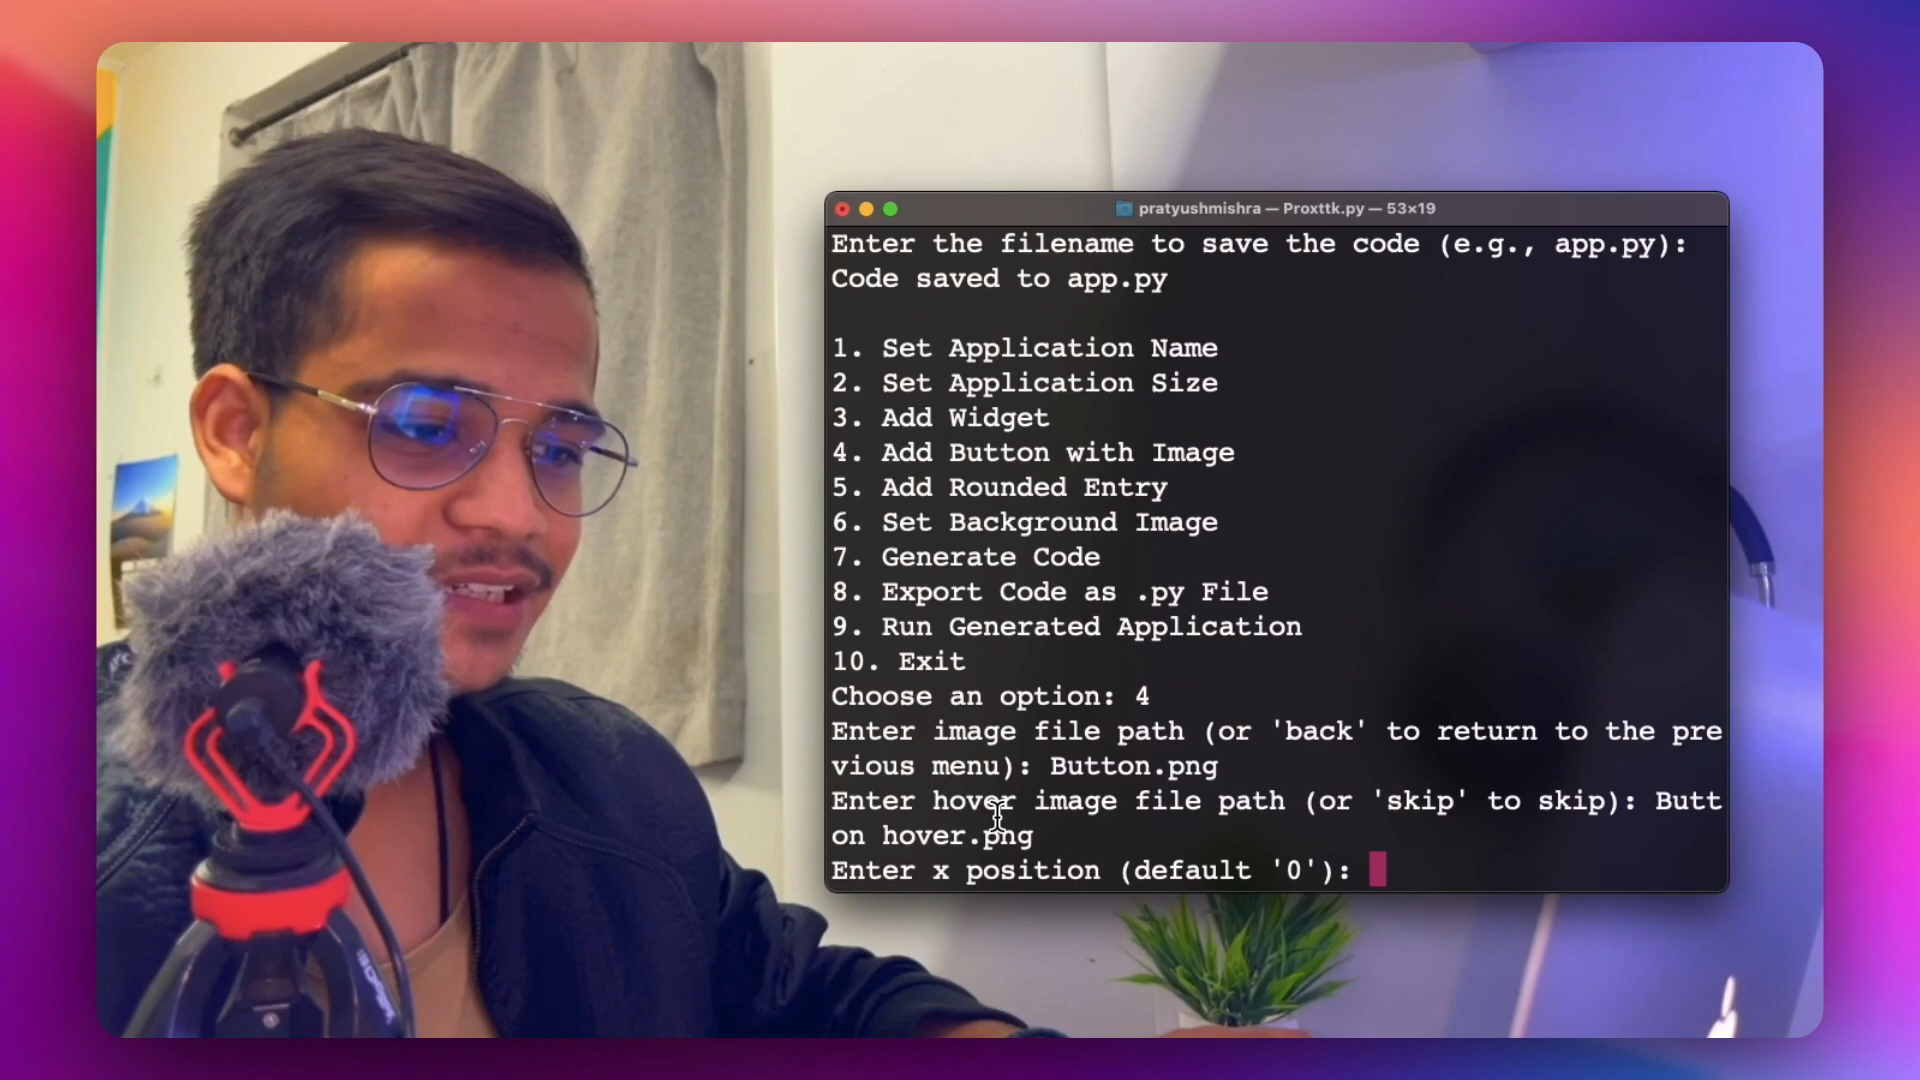 pratyushmishra — Proxttk.py — 53×19
Enter the filename to save the code (e.g., app.py):
Code saved to app.py
1. Set Application Name
2. Set Application Size
3. Add Widget
4. Add Button with Image
5. Add Rounded Entry
6. Set Background Image
7. Generate Code
8. Export Code as .py File
9. Run Generated Application
10. Exit
Choose an option: 4
Enter image file path (or 'back' to return to the pre
vious menu): Button.png
Enter hover image file path (or 'skip' to skip): Butt
on hover.png
Enter x position (default '0'):